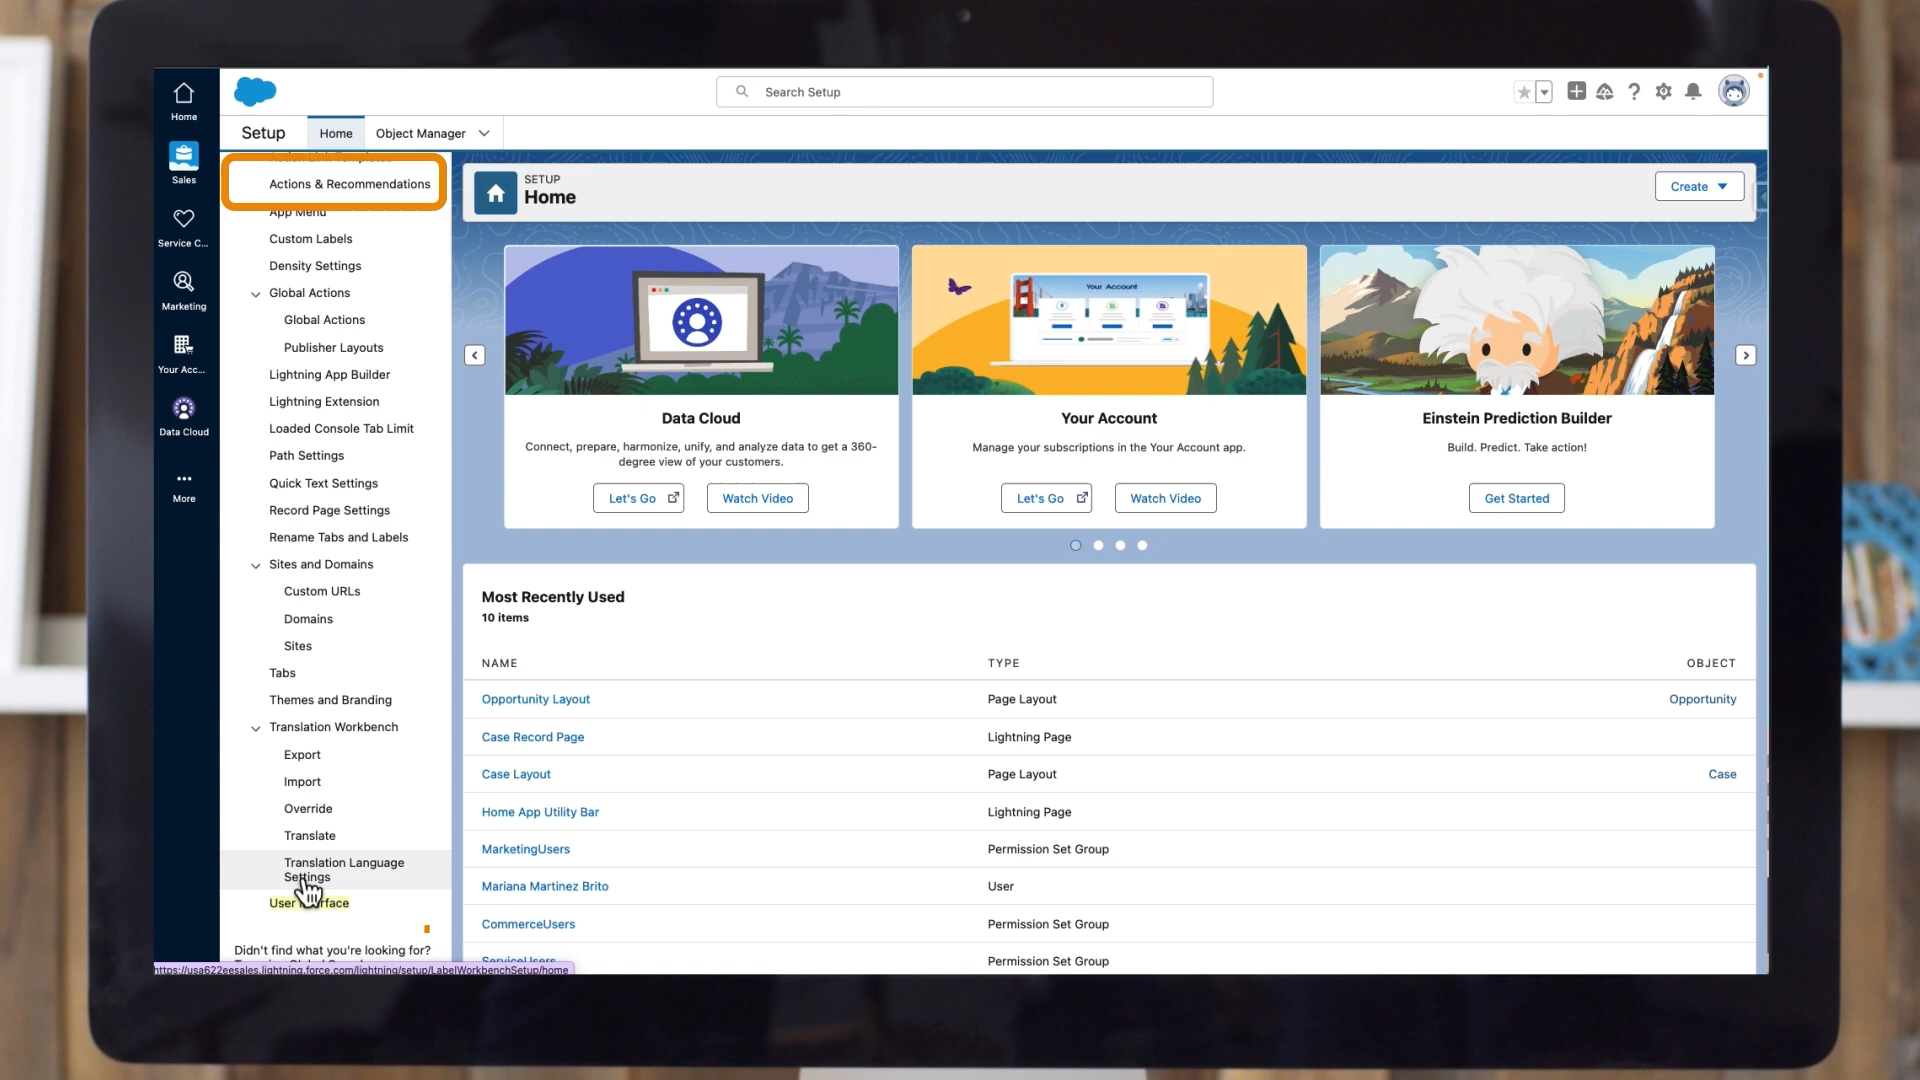 Home
Sales
Service C...
Marketing
Your Acc...
Data Cloud
More
Search Setup
Setup
Home
Object Manager
Actions & Recommendations
App Menu
Custom Labels
Density Settings
Global Actions
Global Actions
Publisher Layouts
Lightning App Builder
Lightning Extension
Loaded Console Tab Limit
Path Settings
Quick Text Settings
Record Page Settings
Rename Tabs and Labels
Sites and Domains
Custom URLs
Domains
Sites
Tabs
Themes and Branding
Translation Workbench
Export
Import
Override
Translate
Translation Language
Settings
User Interface
Didn't find what you're looking for?
https://usa622eesales.lightning.force.com/lightning/setup/LabelWorkbenchSetup/home
SETUP
Home
Create
Data Cloud
Connect, prepare, harmonize, unify, and analyze data to get a 360-
degree view of your customers.
Let's Go
Watch Video
Your Account
Your Account
Manage your subscriptions in the Your Account app.
Let's Go
Watch Video
Einstein Prediction Builder
Build. Predict. Take action!
Get Started
Most Recently Used
10 items
NAME TYPE OBJECT
Opportunity Layout Page Layout Opportunity
Case Record Page Lightning Page
Case Layout Page Layout Case
Home App Utility Bar Lightning Page
MarketingUsers Permission Set Group
Mariana Martinez Brito User
CommerceUsers Permission Set Group
ServiceUsers Permission Set Group